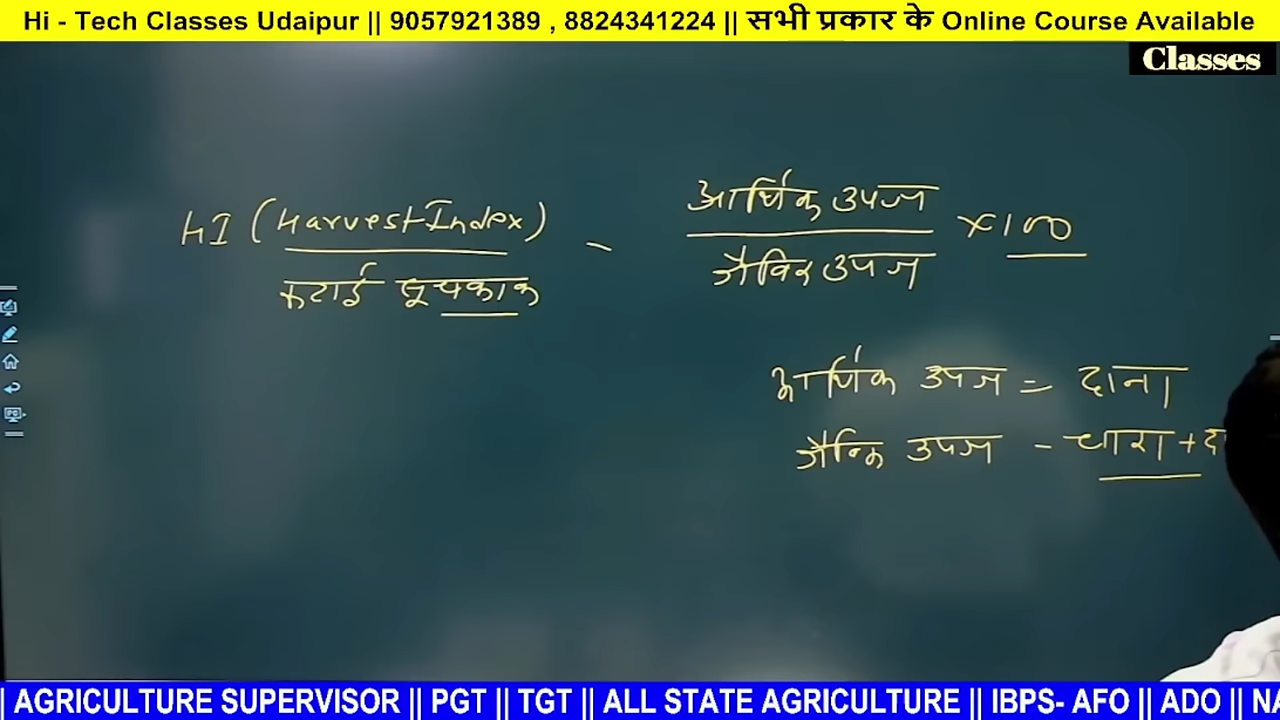 Hi - Tech Classes Udaipur || 9057921389 , 8824341224 || सभी प्रकार के Online Course Available
Classes
HI (Harvest Index) - आर्थिक उपज × 100
कटाई सूचकाक जैविक उपज
आर्थिक उपज = दाना
जैविक उपज - चारा +
|| AGRICULTURE SUPERVISOR || PGT || TGT || ALL STATE AGRICULTURE || IBPS- AFO || ADO || NA